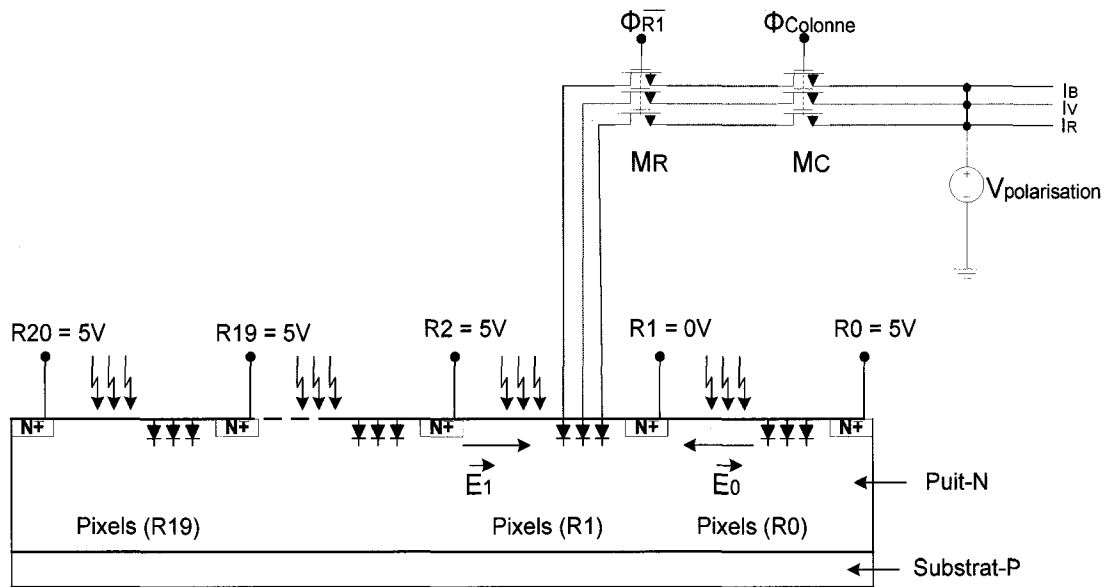 ΦR1 ΦColonne
IB
IV
IR
MR MC
Vpolarisation
+
−
R20 = 5V R19 = 5V R2 = 5V R1 = 0V R0 = 5V
N+ N+ N+ N+ N+
E1 E0
Puit-N
Pixels (R19) Pixels (R1) Pixels (R0)
Substrat-P